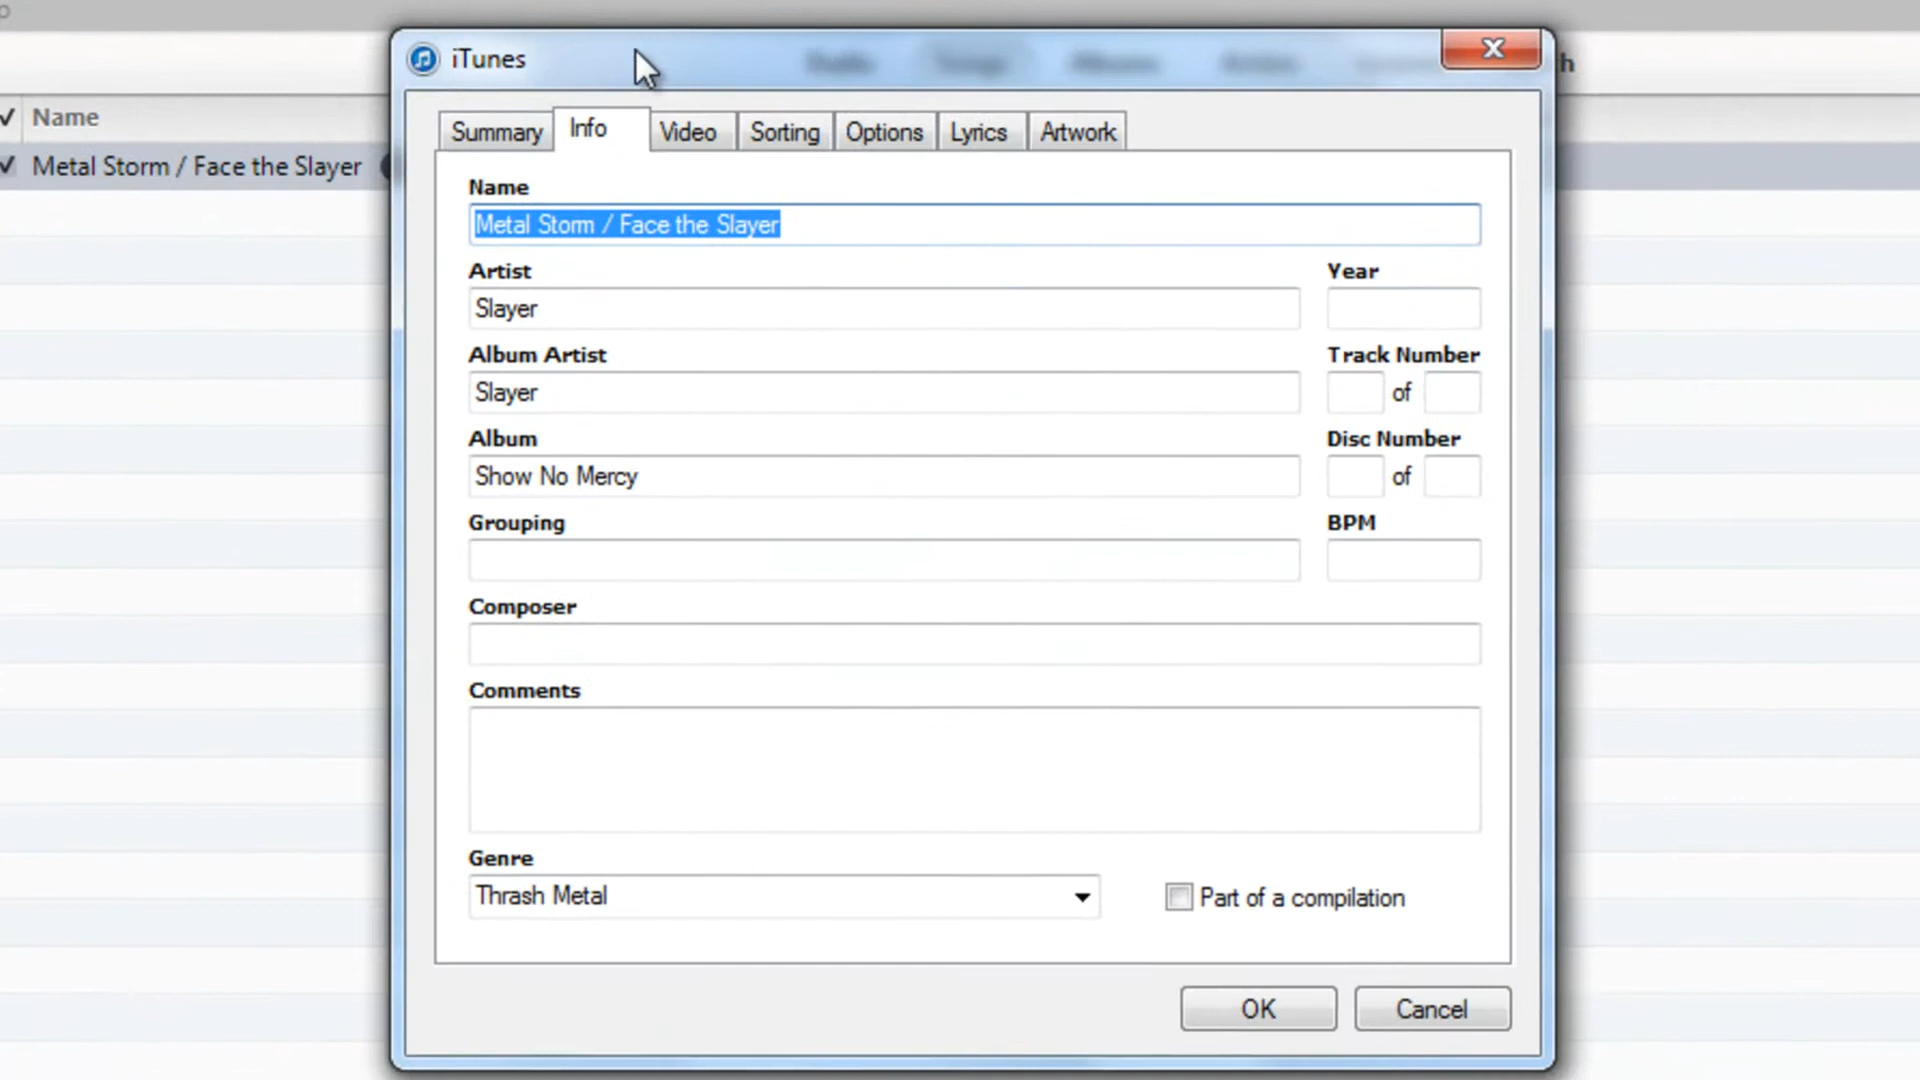 iTunes
Name
Metal Storm / Face the Slayer
Summary Info Video Sorting Options Lyrics Artwork
Name
Metal Storm / Face the Slayer
Artist Year
Slayer
Album Artist Track Number
Slayer of
Album Disc Number
Show No Mercy of
Grouping BPM
Composer
Comments
Genre
Thrash Metal Part of a compilation
OK Cancel